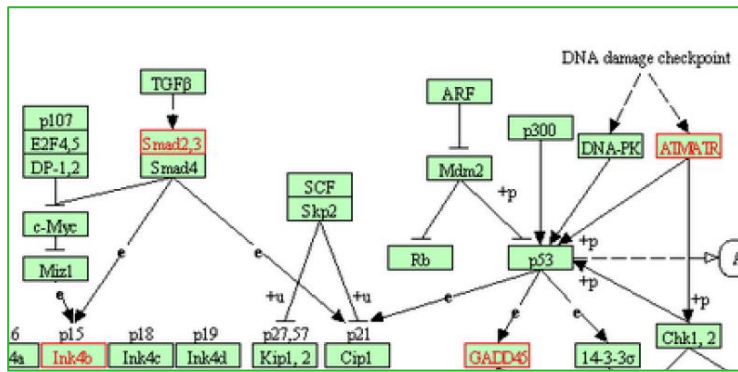 DNA damage checkpoint
TGFβ
ARF
p107
p300
E2F4,5
Smad2,3
DNA-PK
ATMATR
DP-1,2
Smad4
Mdm2
SCF
+p
Skp2
c-Myc
+p
e
e
Rb
p53
Miz1
+p
e
+u
+u
e
e
e
+p
6
p15
p18
p19
p27,57
p21
Chk1, 2
4a
Ink4b
Ink4c
Ink4d
Kip1, 2
Cip1
GADD45
14-3-3σ